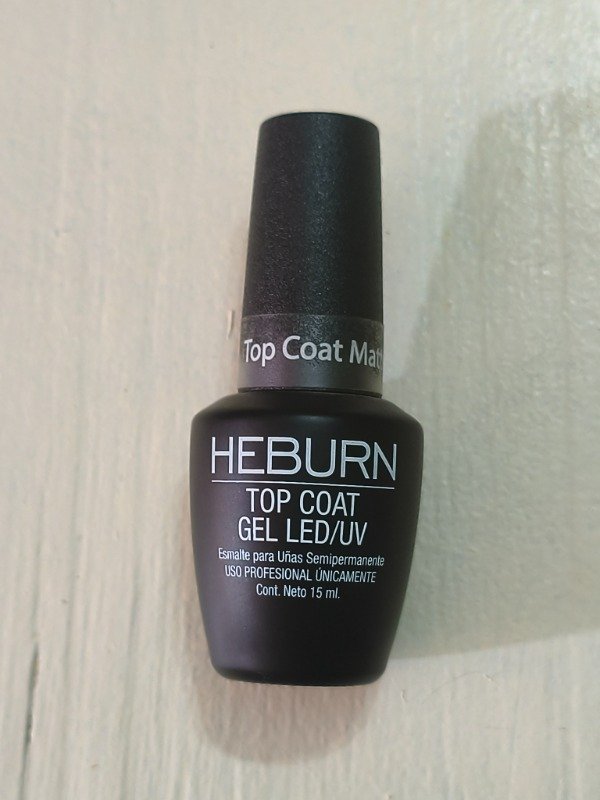 Top Coat Mat
HEBURN
TOP COAT
GEL LED/UV
Esmalte para Uñas Semipermanente
USO PROFESIONAL ÚNICAMENTE
Cont. Neto 15 ml.